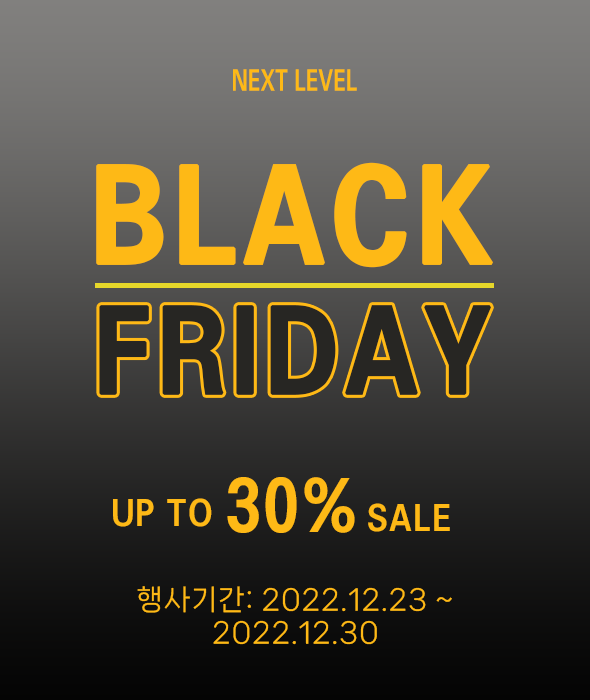 NEXT LEVEL
BLACK
FRIDAY
UP TO 30% SALE
행사기간: 2022.12.23 ~
2022.12.30